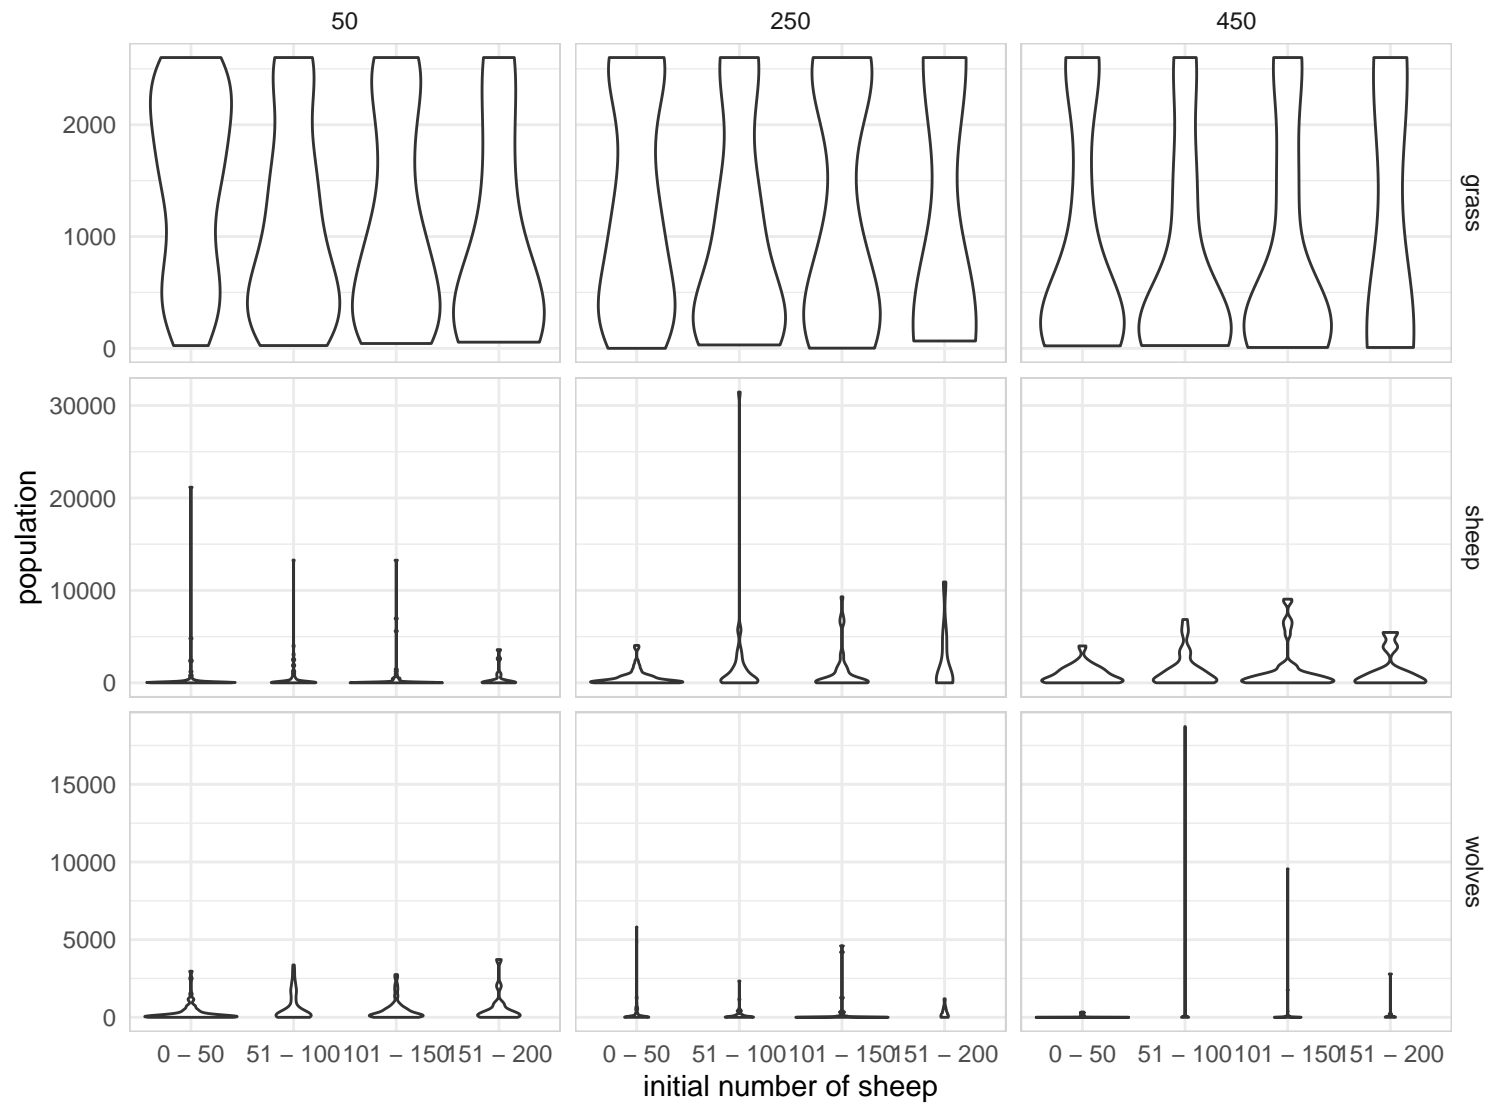 50
250
450
2000
1000
0
grass
30000
20000
10000
0
sheep
population
15000
10000
5000
0
wolves
0 – 50
51 – 100
101 – 150
151 – 200
0 – 50
51 – 100
101 – 150
151 – 200
0 – 50
51 – 100
101 – 150
151 – 200
initial number of sheep